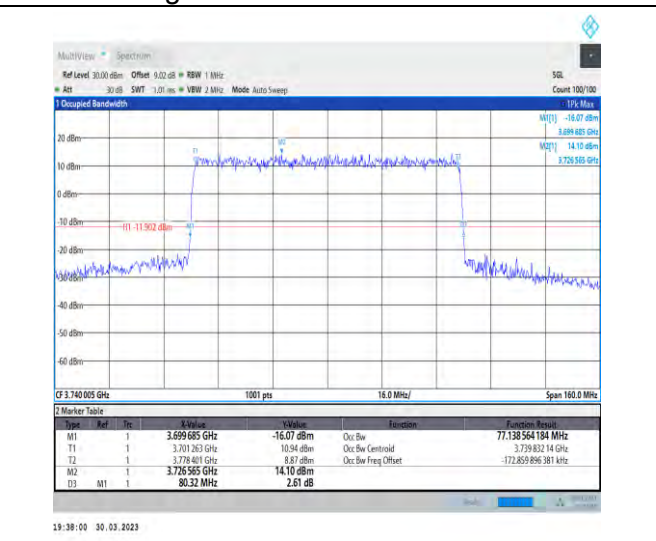 MultiView Spectrum
Ref Level 30.00 dBm Offset 9.02 dB RBW 1 MHz SGL
Att 30 dB SWT 1.01 ms VBW 2 MHz Mode Auto Sweep Count 100/100
1 Occupied Bandwidth 1Pk Max
M1[1] -16.07 dBm
3.699 685 GHz
20 dBm
M2[1] 14.10 dBm
3.726 565 GHz
T1 M2 T2
10 dBm
0 dBm
-10 dBm
H1 -11.902 dBm M1 D3
-20 dBm
-30 dBm
-40 dBm
-50 dBm
-60 dBm
CF 3.740 005 GHz 1001 pts 16.0 MHz/ Span 160.0 MHz
2 Marker Table
Type Ref Trc X-Value Y-Value Function Function Result
M1 1 3.699 685 GHz -16.07 dBm Occ Bw 77.138 564 184 MHz
T1 1 3.701 263 GHz 10.94 dBm Occ Bw Centroid 3.739 832 14 GHz
T2 1 3.778 401 GHz 8.87 dBm Occ Bw Freq Offset -172.859 896 381 kHz
M2 1 3.726 565 GHz 14.10 dBm
D3 M1 1 80.32 MHz 2.61 dB
19:38:00 30.03.2023